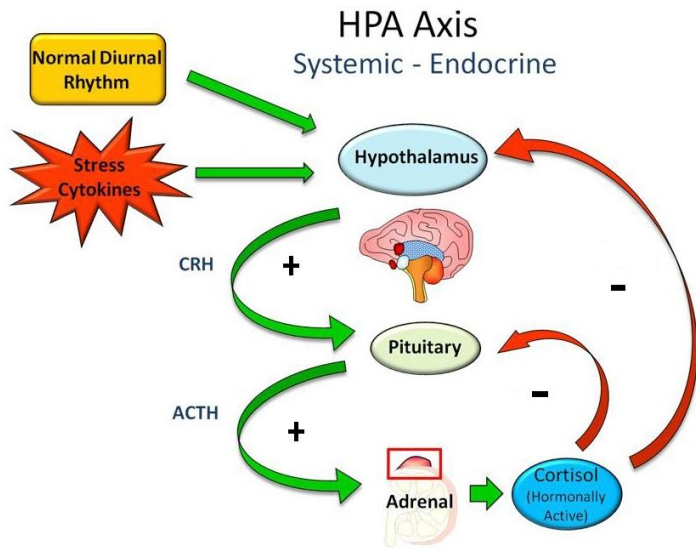 HPA Axis
Systemic - Endocrine
Normal Diurnal
Rhythm
Stress
Cytokines
Hypothalamus
CRH
+
-
Pituitary
-
ACTH
+
Adrenal
Cortisol
(Hormonally
Active)